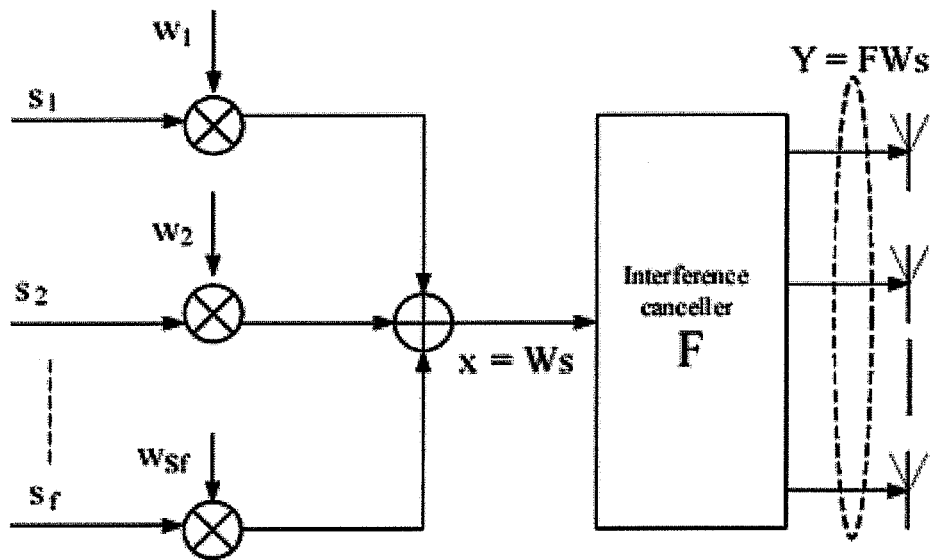 w1
Y = FWs
s1
w2
s2
Interference
canceller
F
x = Ws
wSf
sf